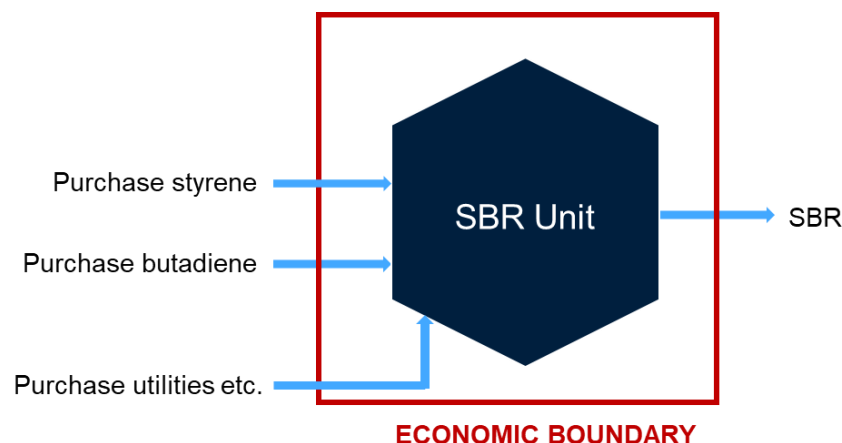 Purchase styrene
SBR Unit
SBR
Purchase butadiene
Purchase utilities etc.
ECONOMIC BOUNDARY